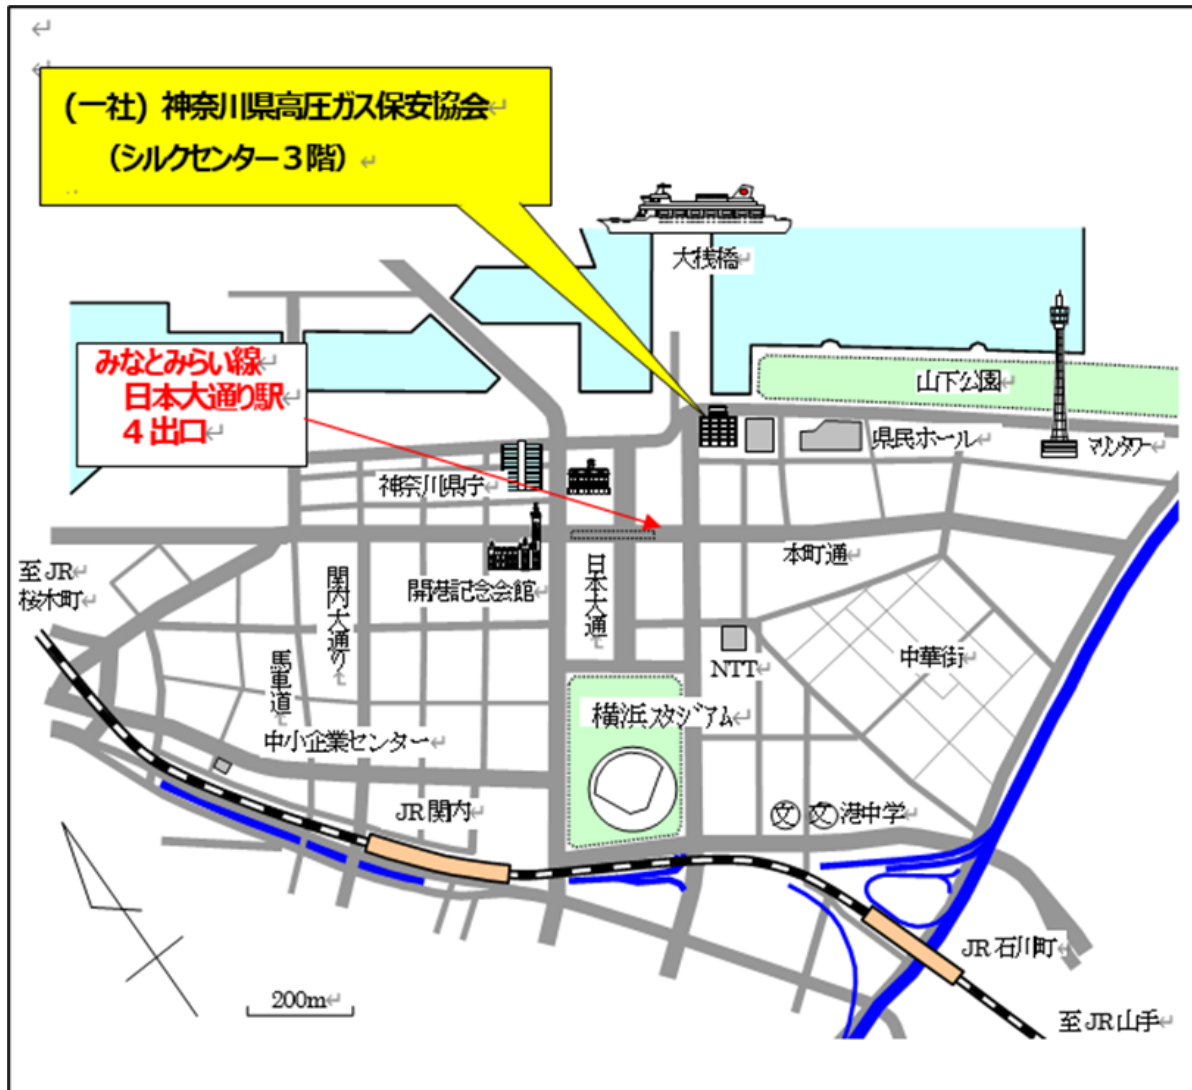 (一社) 神奈川県高圧ガス保安協会
(シルクセンター３階)
大桟橋
みなとみらい線
日本大通り駅
４出口
山下公園
県民ホール
マリンタワー
神奈川県庁
本町通
至JR
桜木町
開港記念会館
日本大通
関内大通り
馬車道
NTT
中華街
横浜スタジアム
中小企業センター
JR関内
文 文 港中学
JR石川町
200m
至JR山手